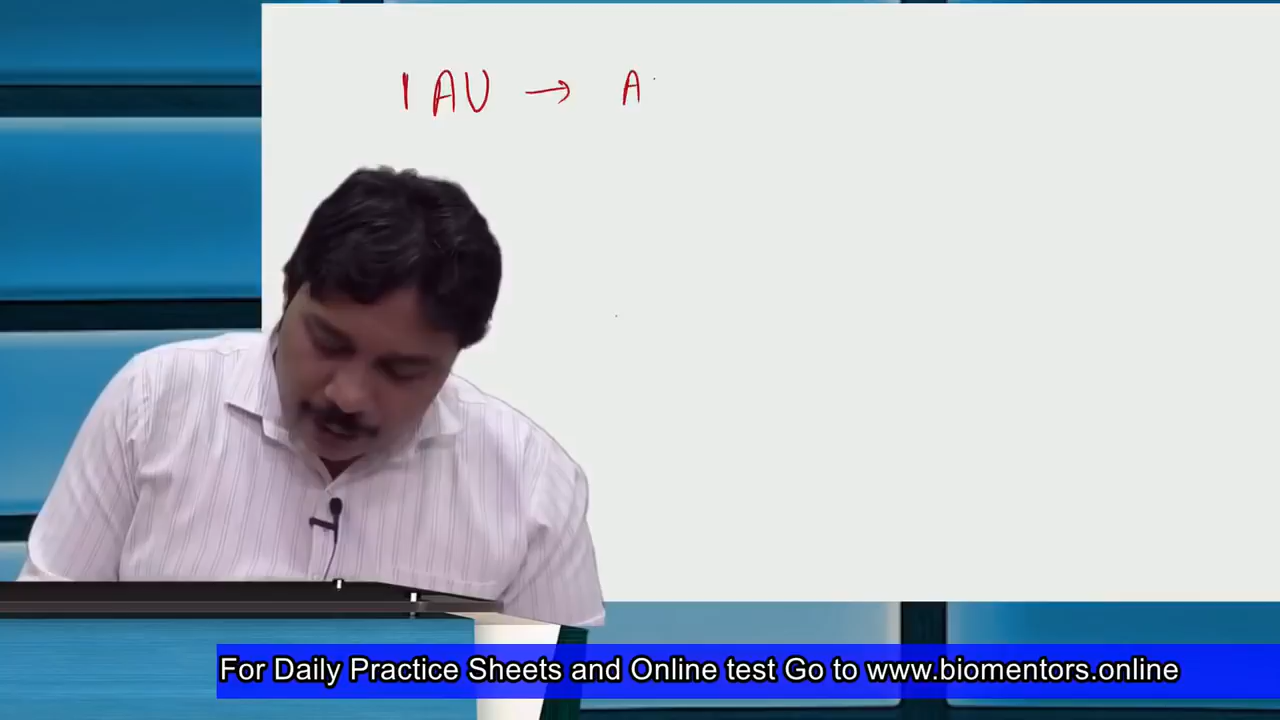 1 AU → A
For Daily Practice Sheets and Online test Go to www.biomentors.online